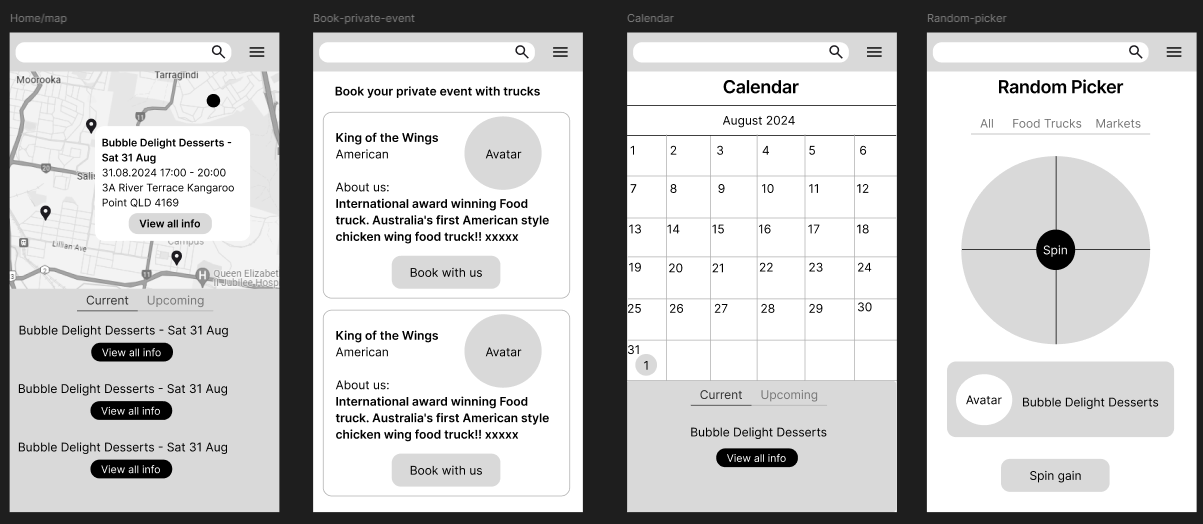 Home/map
Moorooka
Tarragindi
Bubble Delight Desserts -
Sat 31 Aug
31.08.2024 17:00 - 20:00
3A River Terrace Kangaroo
Point QLD 4169
View all info
11
20
Lillian Ave
Campus
2
11
Queen Elizabet
II Jubilee Hosp
Current
Upcoming
Bubble Delight Desserts - Sat 31 Aug
View all info
Bubble Delight Desserts - Sat 31 Aug
View all info
Bubble Delight Desserts - Sat 31 Aug
View all info
Book-private-event
Book your private event with trucks
King of the Wings
American
Avatar
About us:
International award winning Food
truck. Australia's first American style
chicken wing food truck!! xxxxx
Book with us
King of the Wings
American
Avatar
About us:
International award winning Food
truck. Australia's first American style
chicken wing food truck!! xxxxx
Book with us
Calendar
Calendar
August 2024
1 2 3 4 5 6
7 8 9 10 11 12
13 14 15 16 17 18
19 20 21 22 23 24
25 26 27 28 29 30
31
1
Current
Upcoming
Bubble Delight Desserts
View all info
Random-picker
Random Picker
All Food Trucks Markets
Spin
Avatar
Bubble Delight Desserts
Spin gain